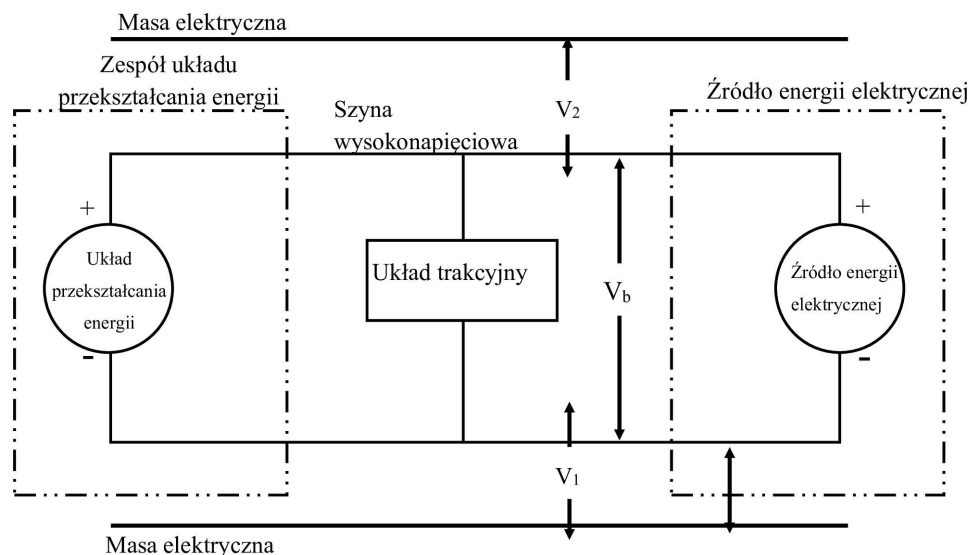 Masa elektryczna
Zespół układu
przekształcania energii
Źródło energii elektrycznej
V2
Szyna
wysokonapięciowa
+
+
Układ
przekształcania
energii
Układ trakcyjny
Vb
Źródło energii
elektrycznej
-
-
V1
Masa elektryczna